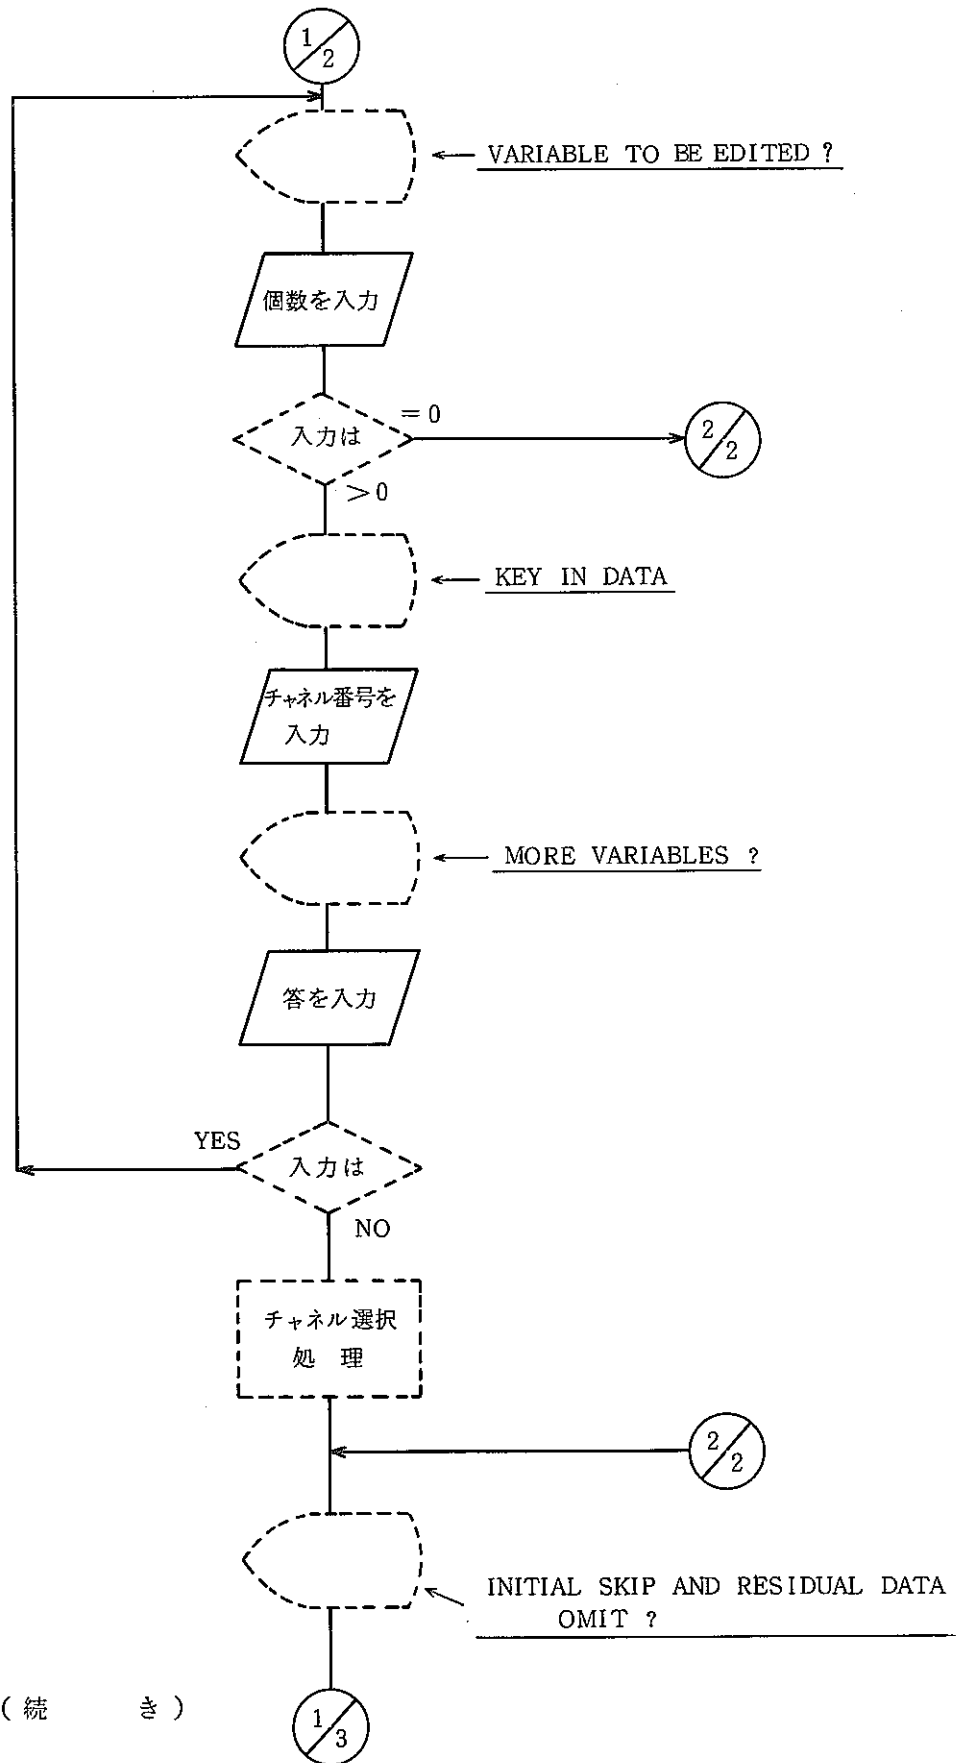 1/2
VARIABLE TO BE EDITED ?
個数を入力
入力は
=0
2/2
>0
KEY IN DATA
チャネル番号を
入力
MORE VARIABLES ?
答を入力
YES
入力は
NO
チャネル選択
処 理
2/2
INITIAL SKIP AND RESIDUAL DATA
OMIT ?
(続 き)
1/3